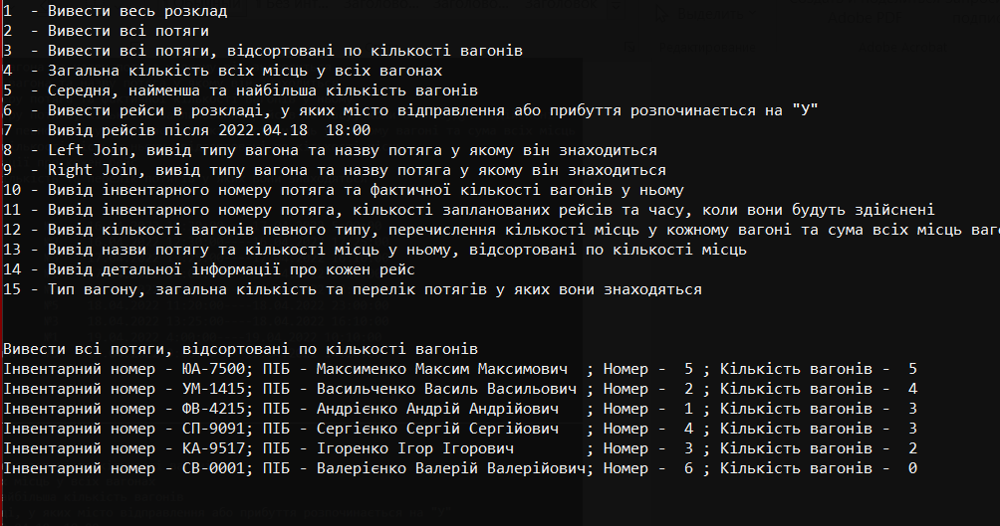 1 - Вивести весь розклад
2 - Вивести всі потяги
3 - Вивести всі потяги, відсортовані по кількості вагонів
4 - Загальна кількість всіх місць у всіх вагонах
5 - Середня, найменша та найбільша кількість вагонів
6 - Вивести рейси в розкладі, у яких місто відправлення або прибуття розпочинається на "У"
7 - Вивід рейсів після 2022.04.18 18:00
8 - Left Join, вивід типу вагона та назву потяга у якому він знаходиться
9 - Right Join, вивід типу вагона та назву потяга у якому він знаходиться
10 - Вивід інвентарного номеру потяга та фактичної кількості вагонів у ньому
11 - Вивід інвентарного номеру потяга, кількості запланованих рейсів та часу, коли вони будуть здійснені
12 - Вивід кількості вагонів певного типу, перечислення кількості місць у кожному вагоні та сума всіх місць ваго
13 - Вивід назви потягу та кількості місць у ньому, відсортовані по кількості місць
14 - Вивід детальної інформації про кожен рейс
15 - Тип вагону, загальна кількість та перелік потягів у яких вони знаходяться
Вивести всі потяги, відсортовані по кількості вагонів
Інвентарний номер - ЮА-7500; ПІБ - Максименко Максим Максимович ; Номер - 5 ; Кількість вагонів - 5
Інвентарний номер - УМ-1415; ПІБ - Васильченко Василь Васильович ; Номер - 2 ; Кількість вагонів - 4
Інвентарний номер - ФВ-4215; ПІБ - Андрієнко Андрій Андрійович ; Номер - 1 ; Кількість вагонів - 3
Інвентарний номер - СП-9091; ПІБ - Сергієнко Сергій Сергійович ; Номер - 4 ; Кількість вагонів - 3
Інвентарний номер - КА-9517; ПІБ - Ігоренко Ігор Ігорович ; Номер - 3 ; Кількість вагонів - 2
Інвентарний номер - СВ-0001; ПІБ - Валерієнко Валерій Валерійович; Номер - 6 ; Кількість вагонів - 0